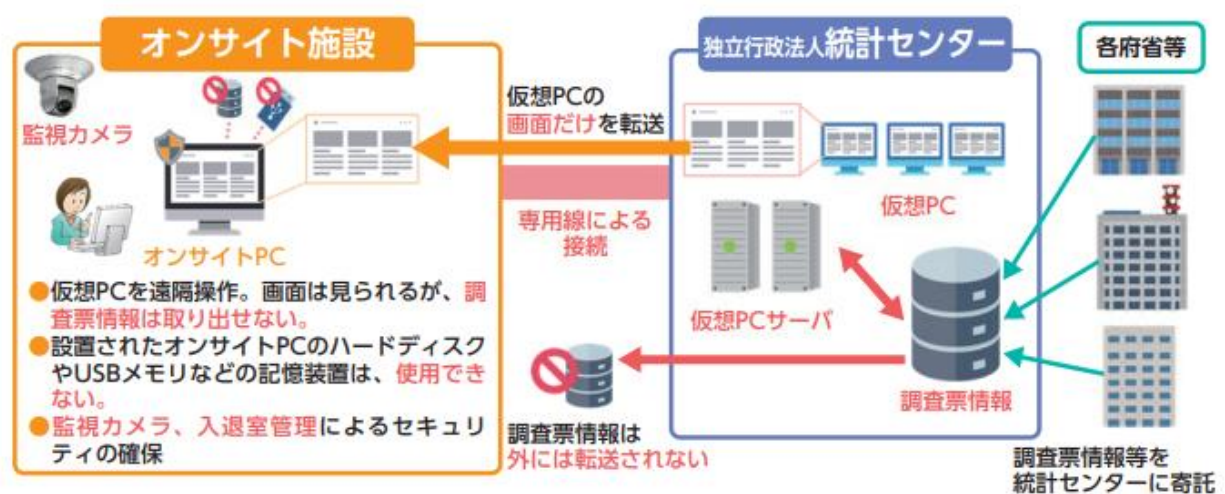 オンサイト施設
監視カメラ
オンサイトPC
●仮想PCを遠隔操作。画面は見られるが、調
査票情報は取り出せない。
●設置されたオンサイトPCのハードディスク
やUSBメモリなどの記憶装置は、使用でき
ない。
●監視カメラ、入退室管理によるセキュリ
ティの確保
仮想PCの
画面だけを転送
専用線による
接続
調査票情報は
外には転送されない
独立行政法人統計センター
仮想PC
仮想PCサーバ
調査票情報
各府省等
調査票情報等を
統計センターに寄託